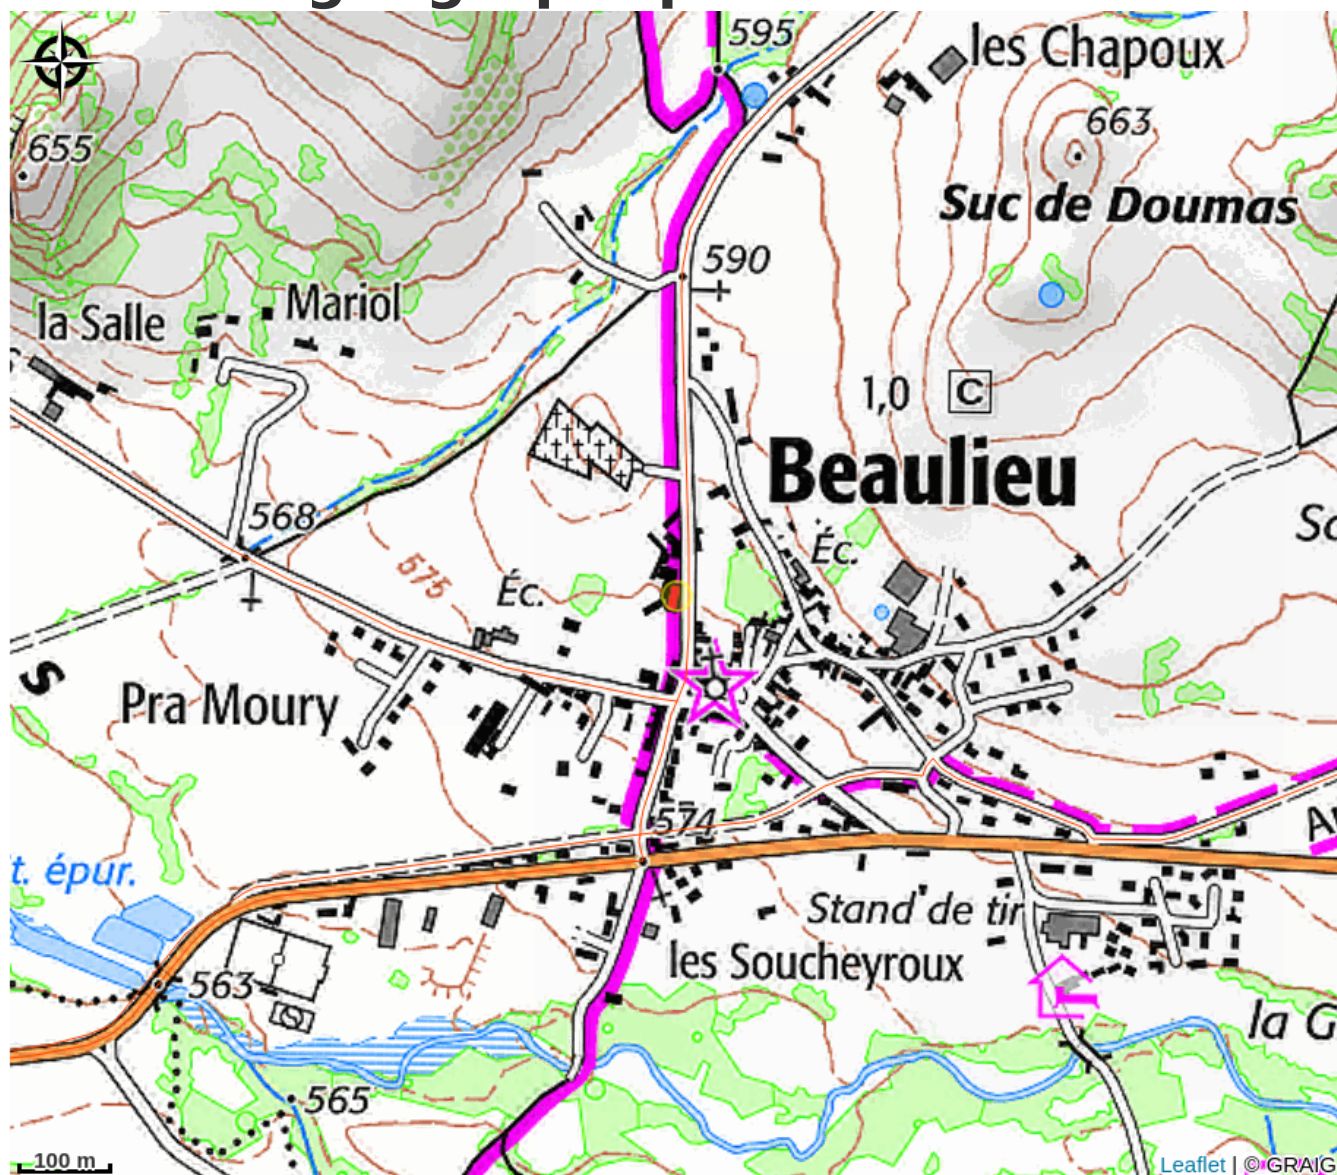 595
les Chapoux
663
655
Suc de Doumas
590
Mariol
la Salle
1,0 C
Beaulieu
568
Éc.
575
Éc.
S
Pra Moury
574
t. épur.
Stand de tir
les Soucheyroux
563
la G
565
100 m
Leaflet | © GRAIG